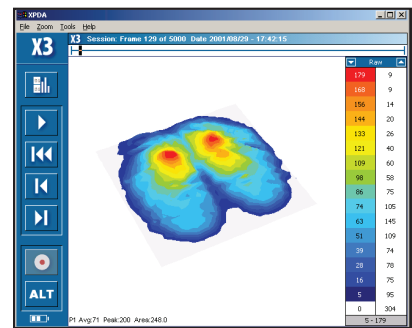 XPDA
File Zoom Tools Help
X3
X3 Session: Frame 129 of 5000 Date 2001/08/29 - 17:42:15
Raw
179 9
168 9
156 14
144 20
133 26
121 40
109 60
98 58
86 75
74 105
63 145
51 109
39 74
28 78
16 75
5 95
0 304
5 - 179
ALT
P1 Avg:71 Peak:200 Area:248.0